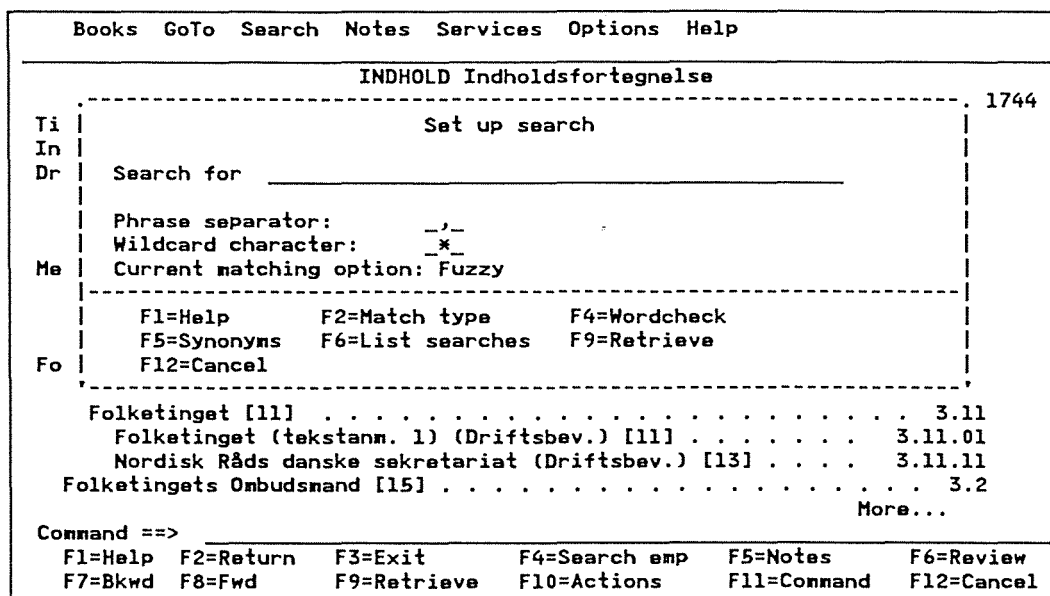 Books GoTo Search Notes Services Options Help
INDHOLD Indholdsfortegnelse
1744
Ti
Set up search
In
Dr
Search for
Phrase separator: _,_
Wildcard character: _*_
Me
Current matching option: Fuzzy
F1=Help F2=Match type F4=Wordcheck
F5=Synonyms F6=List searches F9=Retrieve
Fo
F12=Cancel
Folketinget [11] . . . . . . . . . . . . . . . . . . . . . . . 3.11
Folketinget (tekstanm. 1) (Driftsbev.) [11] . . . . . . . 3.11.01
Nordisk Råds danske sekretariat (Driftsbev.) [13] . . . . 3.11.11
Folketingets Ombudsmand [15] . . . . . . . . . . . . . . . . . . 3.2
More...
Command ==>
F1=Help F2=Return F3=Exit F4=Search emp F5=Notes F6=Review
F7=Bkwd F8=Fwd F9=Retrieve F10=Actions F11=Command F12=Cancel